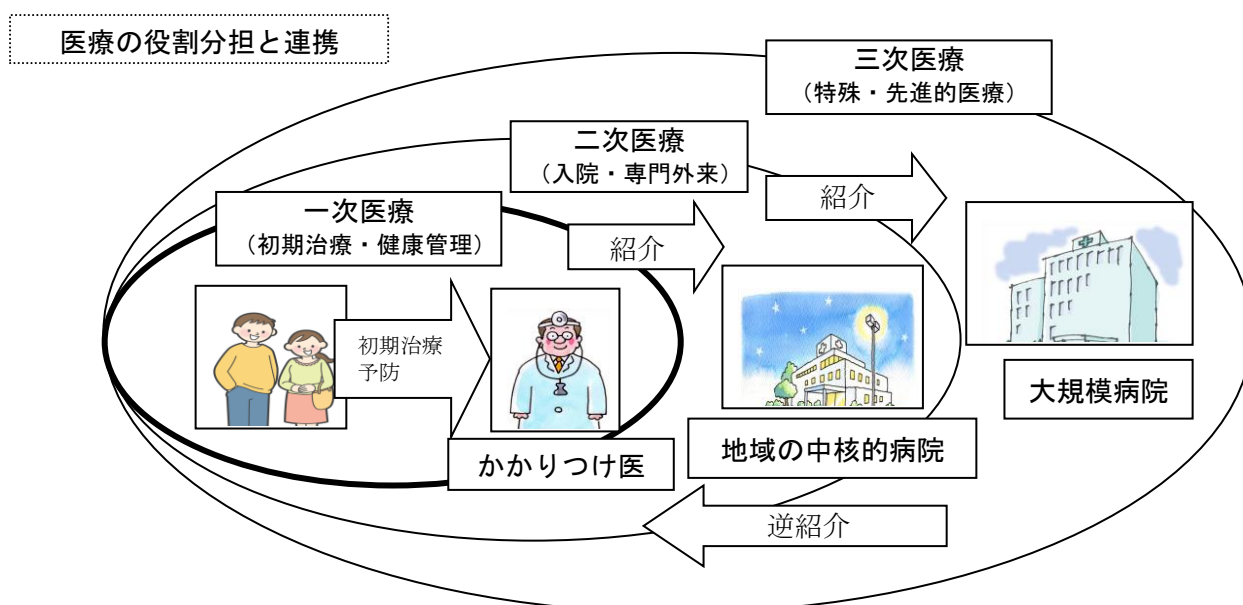 医療の役割分担と連携
三次医療
（特殊・先進的医療）
二次医療
（入院・専門外来）
紹介
一次医療
（初期治療・健康管理）
紹介
初期治療
予防
大規模病院
かかりつけ医
地域の中核的病院
逆紹介